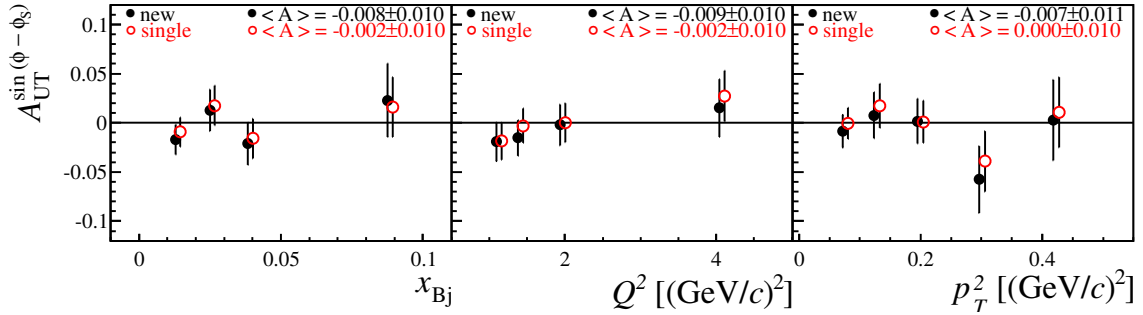 A_UT^sin (ϕ − ϕ_S)
0.1
0.05
0
-0.05
-0.1
new < A > = -0.008±0.010
single < A > = -0.002±0.010
0 0.05 0.1
x_Bj
new < A > = -0.009±0.010
single < A > = -0.002±0.010
2 4
Q² [(GeV/c)²]
new < A > = -0.007±0.011
single < A > = 0.000±0.010
0 0.2 0.4
p_T² [(GeV/c)²]